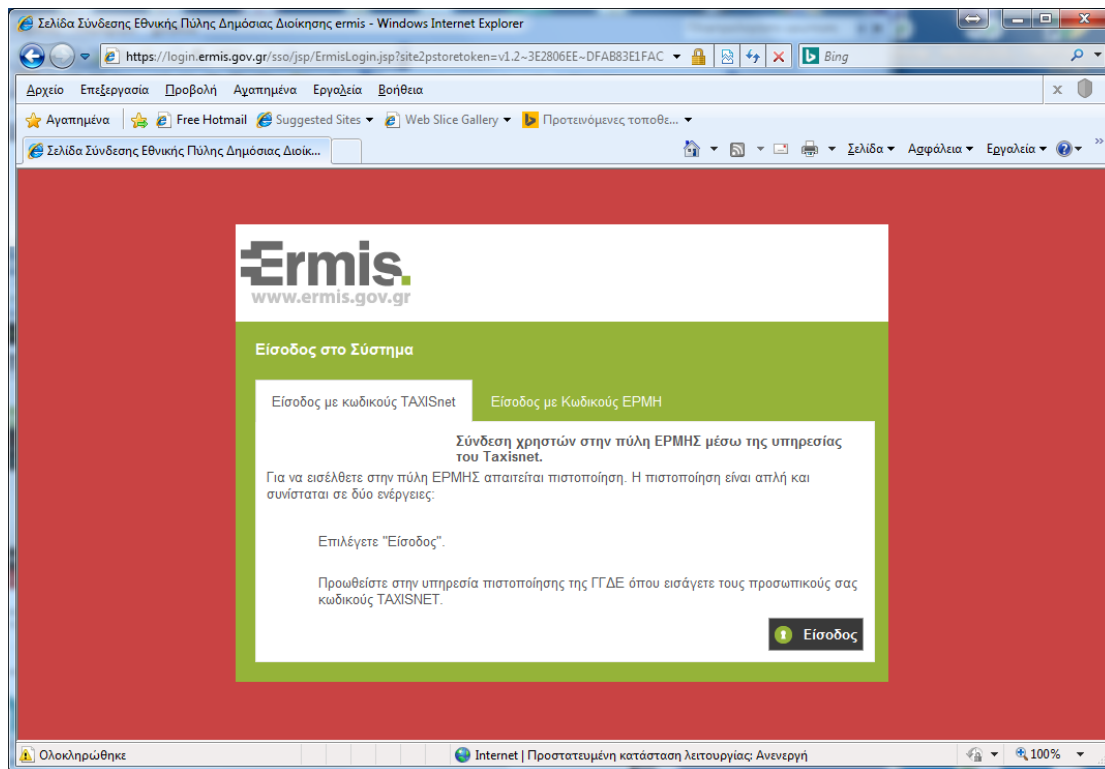 Σελίδα Σύνδεσης Εθνικής Πύλης Δημόσιας Διοίκησης ermis - Windows Internet Explorer
https://login.ermis.gov.gr/sso/jsp/ErmisLogin.jsp?site2pstoretoken=v1.2~3E2806EE~DFAB83E1FAC
Bing
Αρχείο Επεξεργασία Προβολή Αγαπημένα Εργαλεία Βοήθεια
x
Αγαπημένα Free Hotmail Suggested Sites Web Slice Gallery Προτεινόμενες τοποθε...
Σελίδα Σύνδεσης Εθνικής Πύλης Δημόσιας Διοίκ... Σελίδα Ασφάλεια Εργαλεία »
Ermis.
www.ermis.gov.gr
Είσοδος στο Σύστημα
Είσοδος με κωδικούς TAXISnet Είσοδος με Κωδικούς ΕΡΜΗ
Σύνδεση χρηστών στην πύλη ΕΡΜΗΣ μέσω της υπηρεσίας
του Taxisnet.
Για να εισέλθετε στην πύλη ΕΡΜΗΣ απαιτείται πιστοποίηση. Η πιστοποίηση είναι απλή και
συνίσταται σε δύο ενέργειες:
Επιλέγετε "Είσοδος".
Προωθείστε στην υπηρεσία πιστοποίησης της ΓΓΔΕ όπου εισάγετε τους προσωπικούς σας
κωδικούς TAXISNET.
Είσοδος
Ολοκληρώθηκε Internet | Προστατευμένη κατάσταση λειτουργίας: Ανενεργή 100%